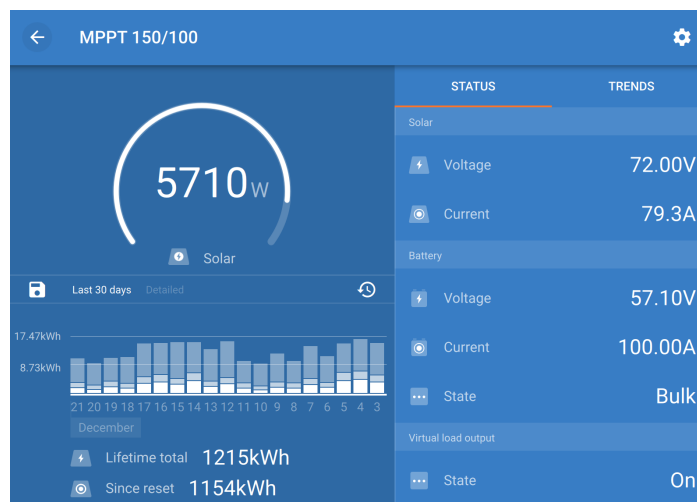 MPPT 150/100
5710W
Solar
Last 30 days Detailed
17.47kWh
8.73kWh
21 20 19 18 17 16 15 14 13 12 11 10 9 8 7 6 5 4 3
December
Lifetime total 1215kWh
Since reset 1154kWh
STATUS TRENDS
Solar
Voltage 72.00V
Current 79.3A
Battery
Voltage 57.10V
Current 100.00A
State Bulk
Virtual load output
State On